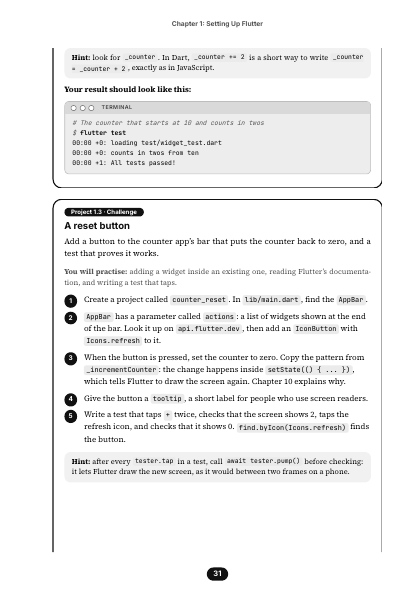 Chapter 1: Setting Up Flutter
Hint: look for _counter. In Dart, _counter += 2 is a short way to write _counter
= _counter + 2, exactly as in JavaScript.
Your result should look like this:
TERMINAL
# The counter that starts at 10 and counts in twos
$ flutter test
00:00 +0: loading test/widget_test.dart
00:00 +0: counts in twos from ten
00:00 +1: All tests passed!
Project 1.3 · Challenge
A reset button
Add a button to the counter app's bar that puts the counter back to zero, and a
test that proves it works.
You will practise: adding a widget inside an existing one, reading Flutter's documenta-
tion, and writing a test that taps.
1 Create a project called counter_reset. In lib/main.dart, find the AppBar.
2 AppBar has a parameter called actions: a list of widgets shown at the end
of the bar. Look it up on api.flutter.dev, then add an IconButton with
Icons.refresh to it.
3 When the button is pressed, set the counter to zero. Copy the pattern from
_incrementCounter: the change happens inside setState(() { ... }),
which tells Flutter to draw the screen again. Chapter 10 explains why.
4 Give the button a tooltip, a short label for people who use screen readers.
5 Write a test that taps + twice, checks that the screen shows 2, taps the
refresh icon, and checks that it shows 0. find.byIcon(Icons.refresh) finds
the button.
Hint: after every tester.tap in a test, call await tester.pump() before checking:
it lets Flutter draw the new screen, as it would between two frames on a phone.
31